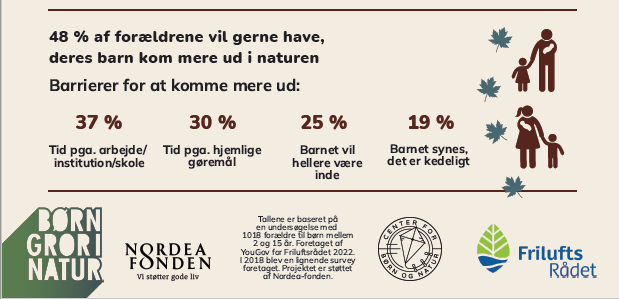 48 % af forældrene vil gerne have,
deres barn kom mere ud i naturen
Barrierer for at komme mere ud:
37 %
Tid pga. arbejde/
institution/skole
30 %
Tid pga. hjemlige
gøremål
25 %
Barnet vil
hellere være
inde
19 %
Barnet synes,
det er kedeligt
BØRN
GRO I
NATUR
NORDEA
FONDEN
Vi støtter gode liv
Tallene er baseret på
en undersøgelse med
1018 forældre til børn mellem
2 og 15 år. Foretaget af
YouGov for Friluftsrådet 2022.
I 2018 blev en lignende survey
foretaget. Projektet er støttet
af Nordea-fonden.
CENTER FOR
BØRN OG NATUR
Frilufts
Rådet